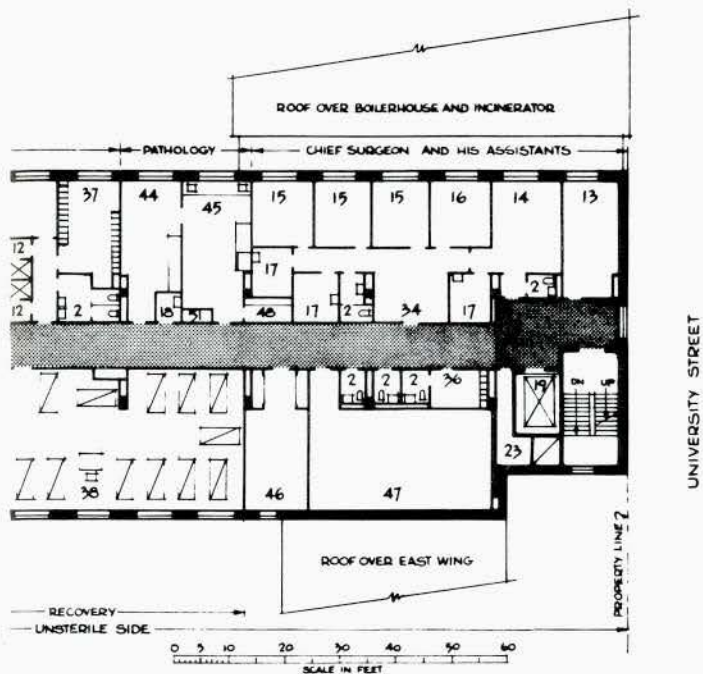 ROOF OVER BOILERHOUSE AND INCINERATOR
PATHOLOGY CHIEF SURGEON AND HIS ASSISTANTS
37 44 45 15 15 15 16 14 13
12
17 2
12 2 18 51 48 17 2 34 17
2 2 2 36 19 DN UP
23
38 46 47
ROOF OVER EAST WING
RECOVERY
UNSTERILE SIDE
0 5 10 20 30 40 50 60
SCALE IN FEET
PROPERTY LINE
UNIVERSITY STREET